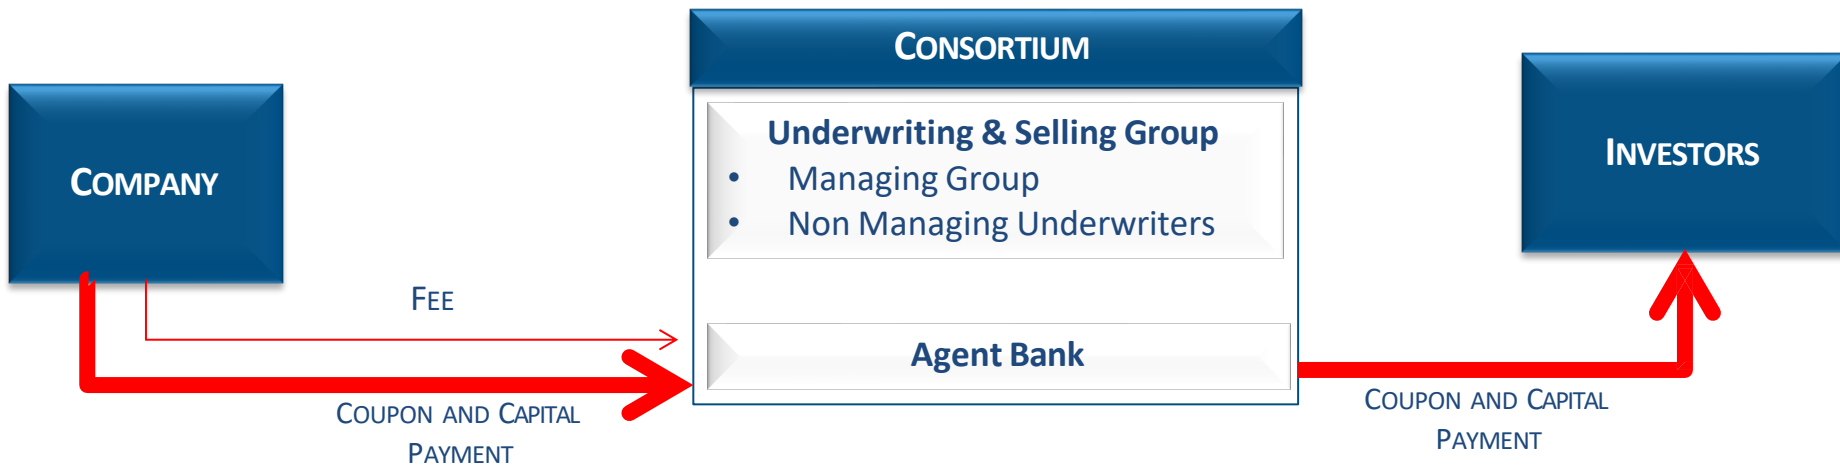 COMPANY
FEE
COUPON AND CAPITAL
PAYMENT
CONSORTIUM
Underwriting & Selling Group
• Managing Group
• Non Managing Underwriters
Agent Bank
INVESTORS
COUPON AND CAPITAL
PAYMENT